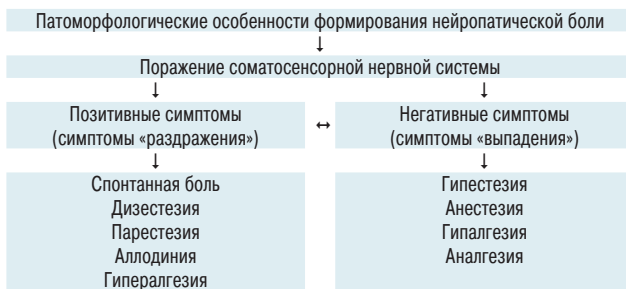 Патоморфологические особенности формирования нейропатической боли
↓
Поражение соматосенсорной нервной системы
↓ ↓
Позитивные симптомы
(симптомы «раздражения»)
↔
Негативные симптомы
(симптомы «выпадения»)
↓ ↓
Спонтанная боль
Дизестезия
Парестезия
Аллодиния
Гипералгезия
Гипестезия
Анестезия
Гипалгезия
Аналгезия